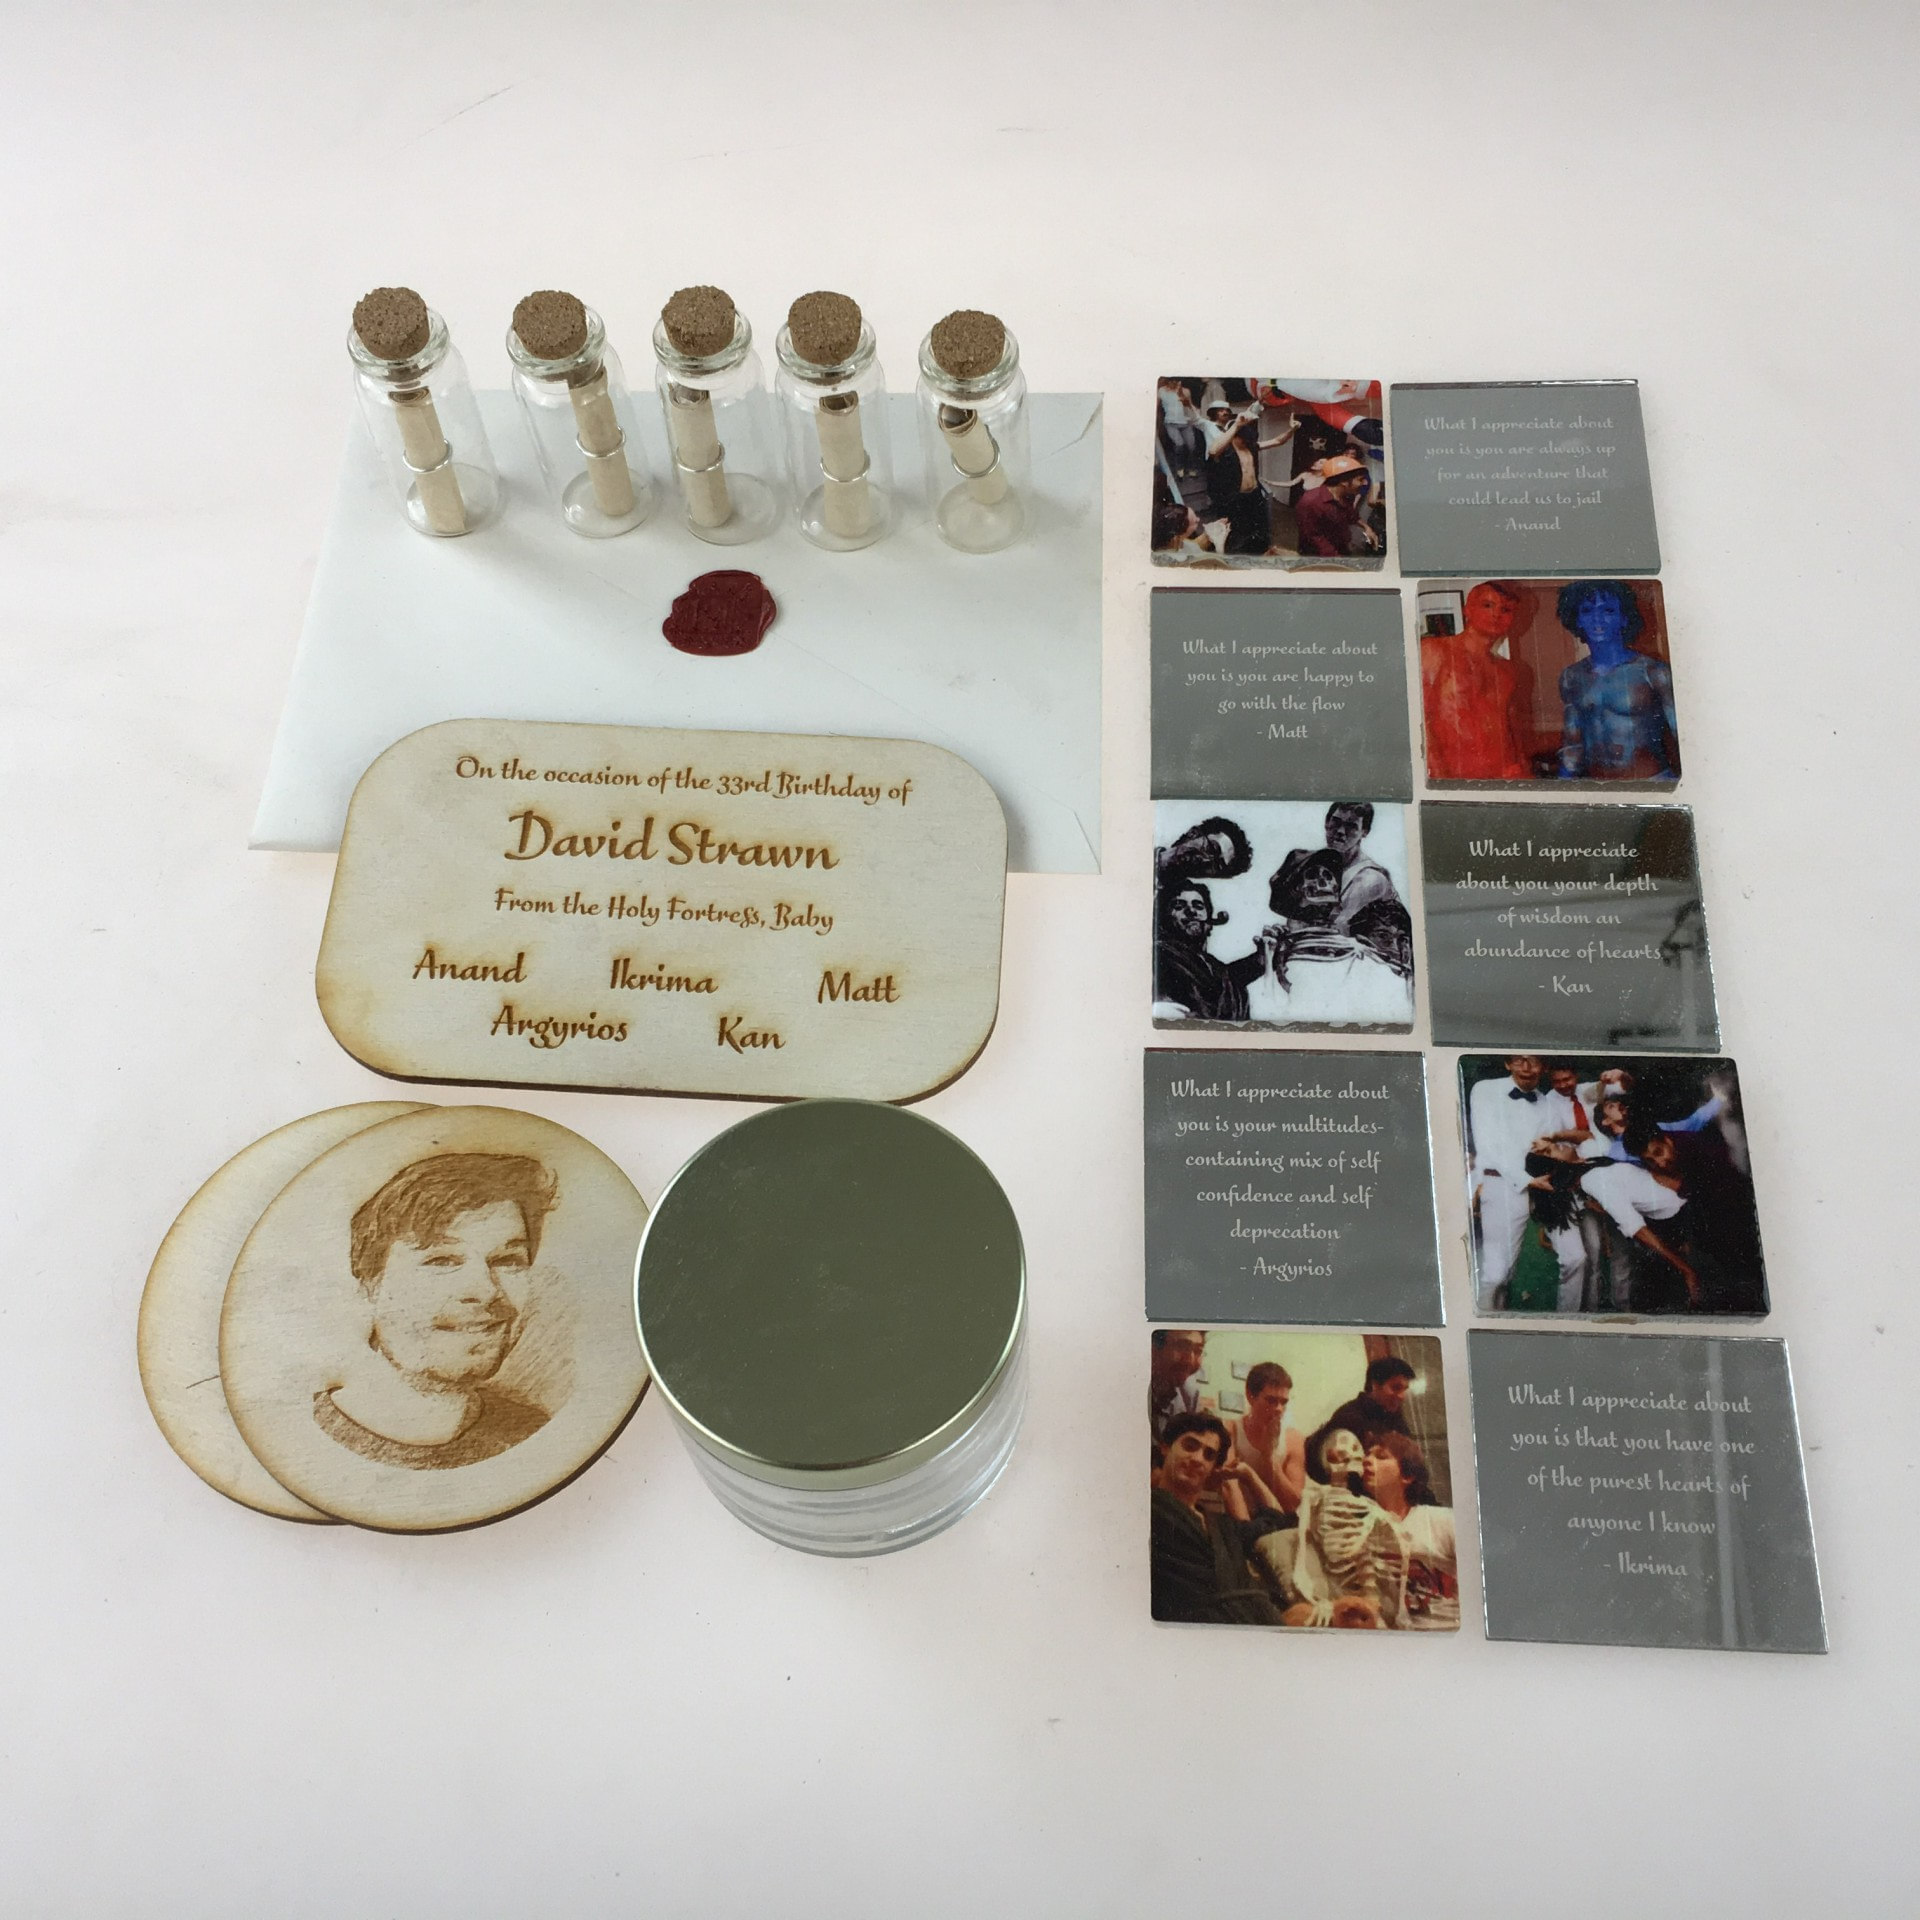 On the occasion of the 33rd Birthday of
David Strawn
From the Holy Fortress, Baby
Anand Ikrima Matt
Argyrios Kan
What I appreciate about
you is you are always up
for an adventure that
could lead us to jail
- Anand
What I appreciate about
you is you are happy to
go with the flow
- Matt
What I appreciate
about you your depth
of wisdom an
abundance of hearts
- Kan
What I appreciate about
you is your multitudes-
containing mix of self
confidence and self
deprecation
- Argyrios
What I appreciate about
you is that you have one
of the purest hearts of
anyone I know
- Ikrima